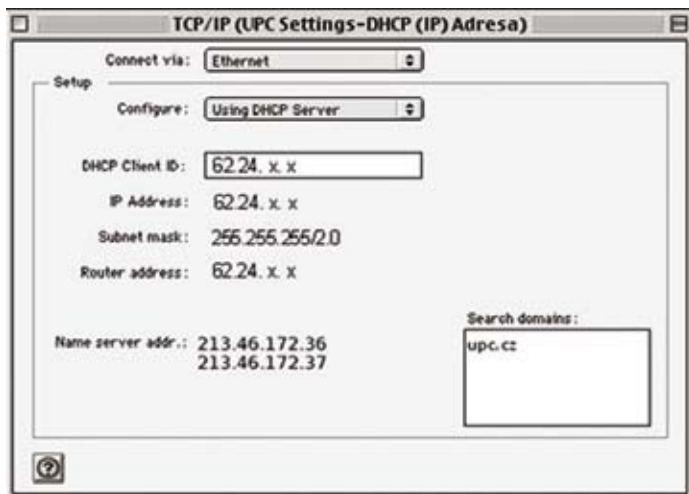 TCP/IP (UPC Settings-DHCP (IP) Adresa)
Connect via: Ethernet
Setup
Configure: Using DHCP Server
DHCP Client ID: 62.24. x. x
IP Address: 62.24. x. x
Subnet mask: 255.255.255/2.0
Router address: 62.24. x. x
Name server addr.: 213.46.172.36
213.46.172.37
Search domains:
upc.cz
?